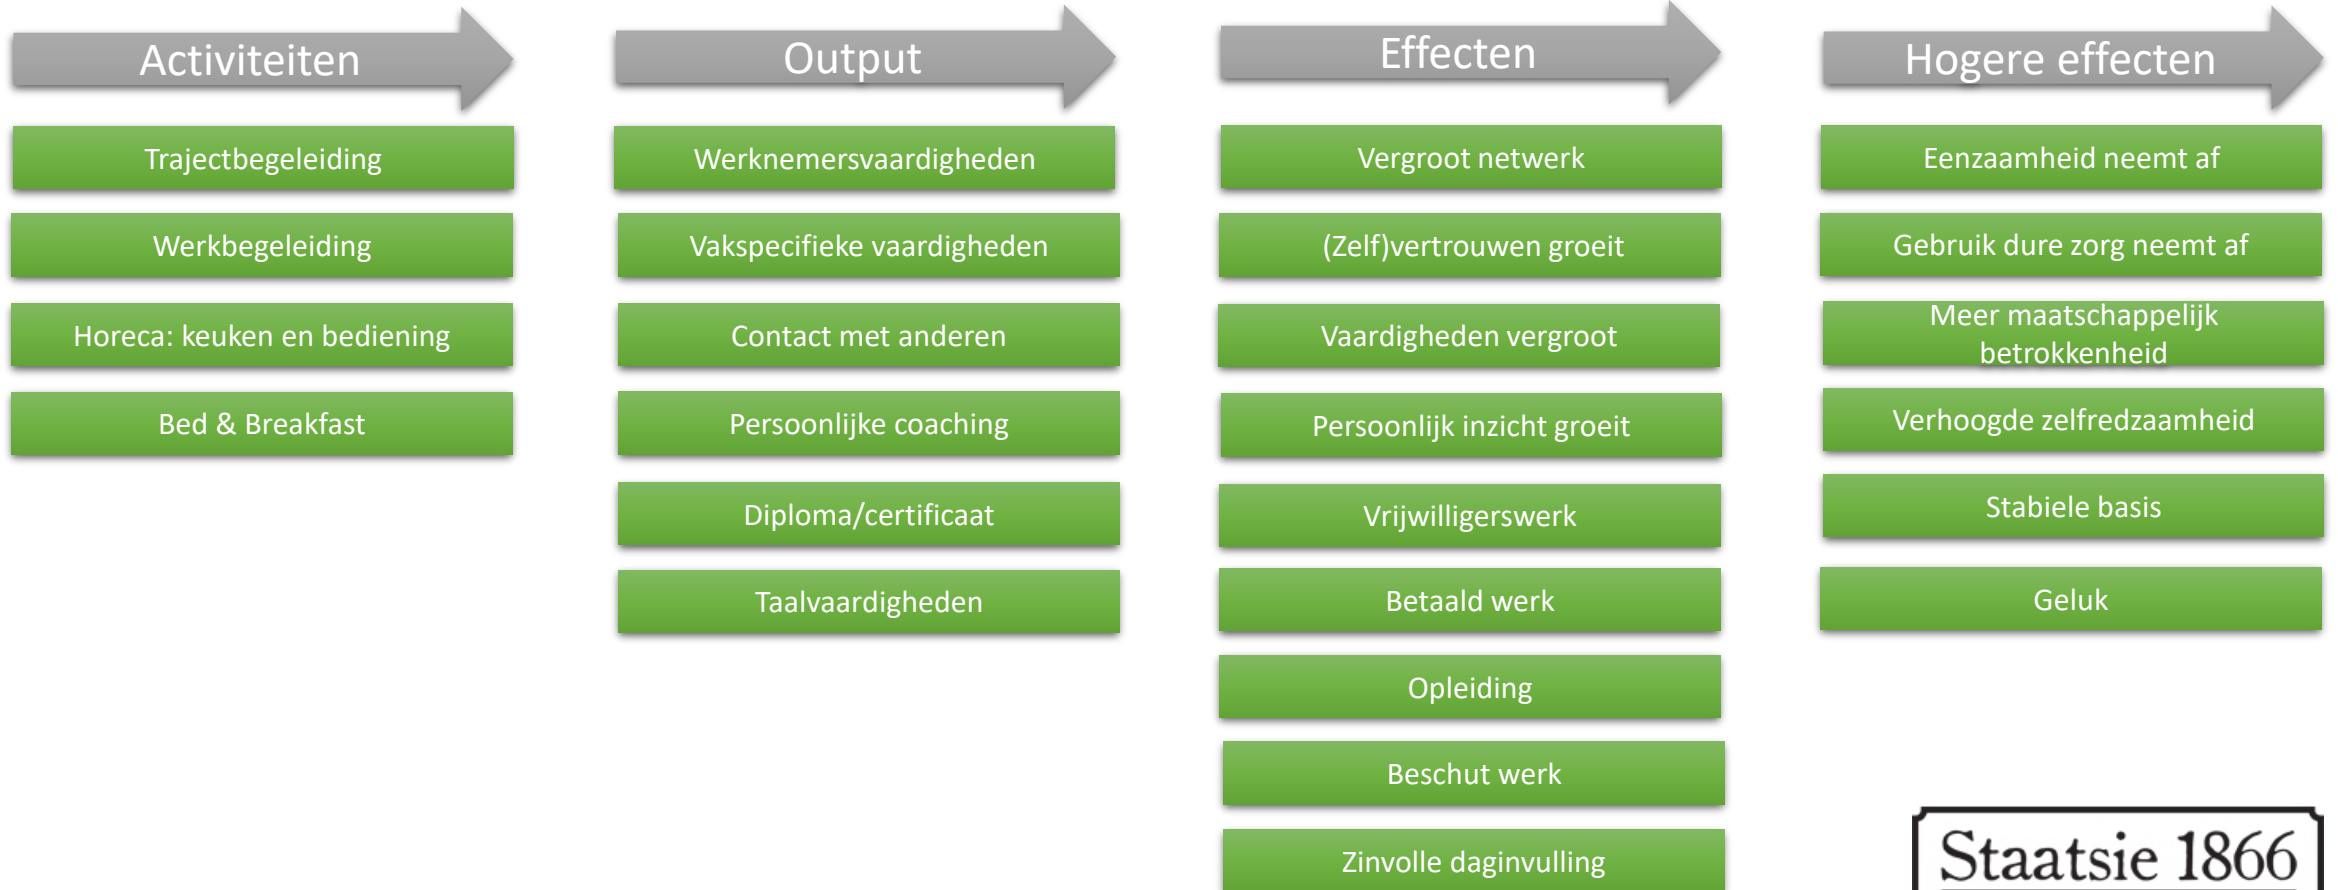 Activiteiten
Trajectbegeleiding
Werkbegeleiding
Horeca: keuken en bediening
Bed & Breakfast
Output
Werknemersvaardigheden
Vakspecifieke vaardigheden
Contact met anderen
Persoonlijke coaching
Diploma/certificaat
Taalvaardigheden
Effecten
Vergroot netwerk
(Zelf)vertrouwen groeit
Vaardigheden vergroot
Persoonlijk inzicht groeit
Vrijwilligerswerk
Betaald werk
Opleiding
Beschut werk
Zinvolle daginvulling
Hogere effecten
Eenzaamheid neemt af
Gebruik dure zorg neemt af
Meer maatschappelijk
betrokkenheid
Verhoogde zelfredzaamheid
Stabiele basis
Geluk
Staatsie 1866